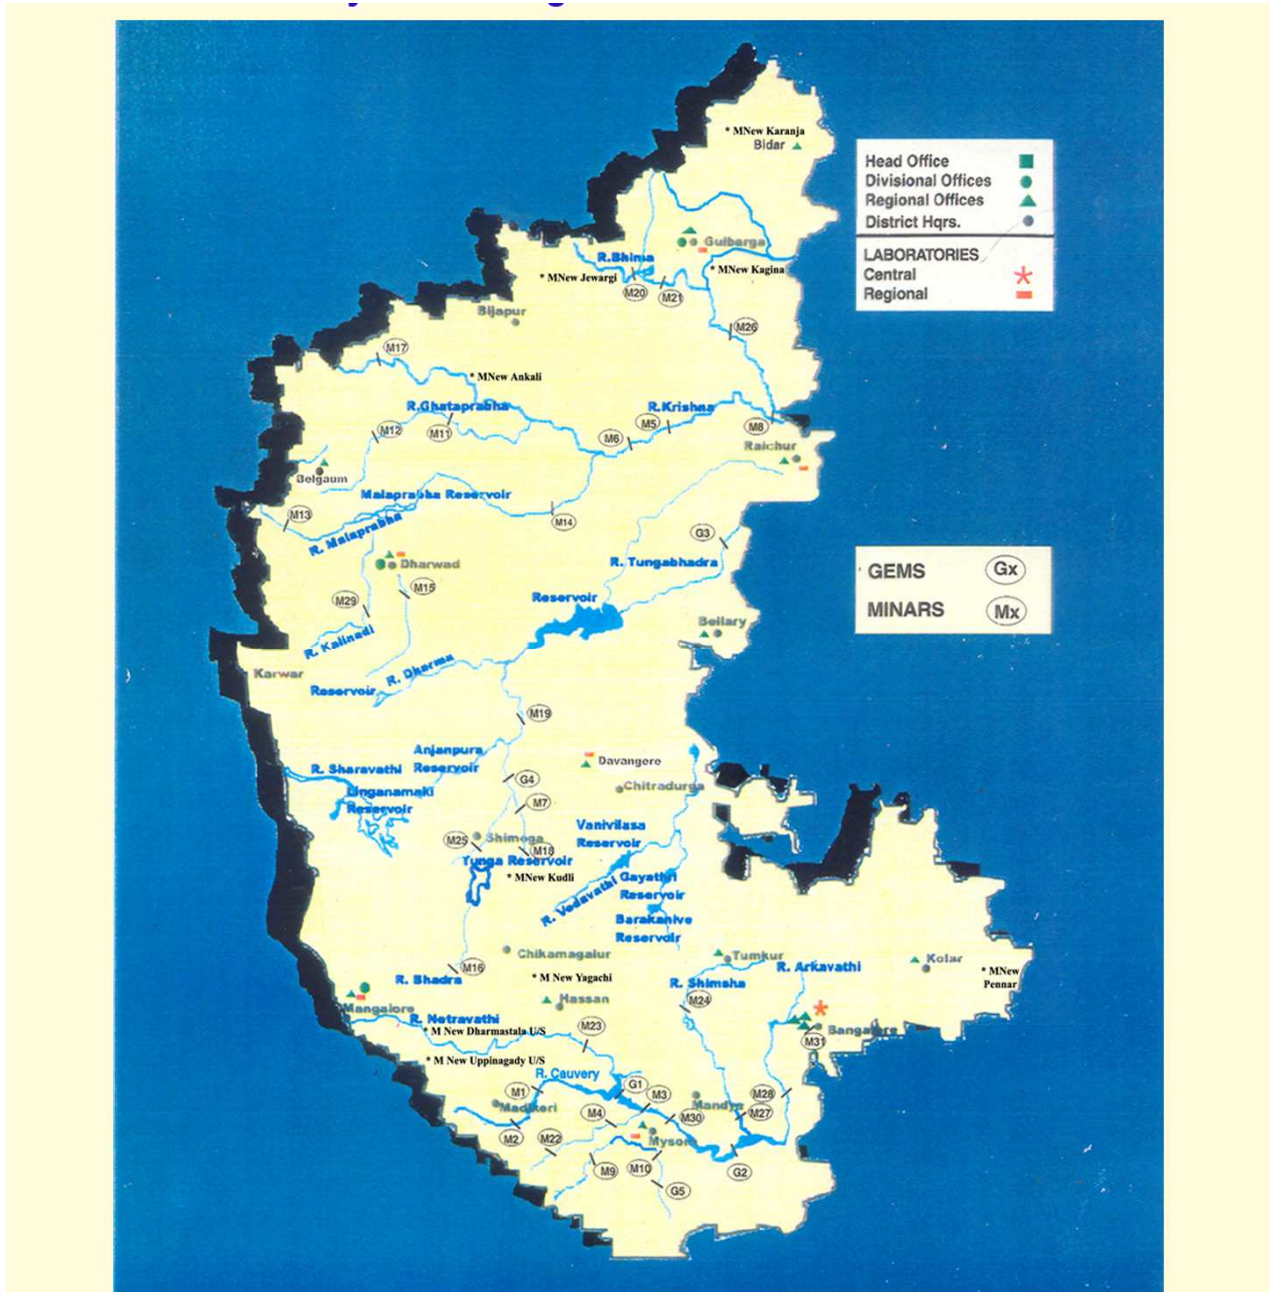 * MNew Karanja
Bidar
Head Office
Divisional Offices
Regional Offices
District Hqrs.
LABORATORIES
Central
Regional
Gulbarga
R.Bhima
* MNew Kagina
* MNew Jewargi
M20
M21
Bijapur
M26
M17
* MNew Ankali
R.Ghataprabha
R.Krishna
M12
M11
M5
M8
M6
Raichur
Belgaum
Malaprabha Reservoir
M13
M14
R. Malaprabha
G3
R. Tungabhadra
Dharwad
GEMS Gx
M15
Reservoir
M29
MINARS Mx
Bellary
R. Kalinadi
R. Dharma
Karwar
Reservoir
M19
Anjanpura
Reservoir
Davangere
R. Sharavathi
G4
Chitradurga
Linganamaki
Reservoir
M7
Vanivilasa
Reservoir
Shimoga
M25
M18
Tunga Reservoir
* MNew Kudli
Gayathri
Reservoir
R. Vedavathi
Barakanive
Reservoir
Chikamagalur
Tumkur
Kolar
M16
R. Arkavathi
* MNew
Pennar
R. Bhadra
* M New Yagachi
R. Shimsha
Hassan
M24
Mangalore
R. Netravathi
M23
* M New Dharmastala U/S
Bangalore
M31
* M New Uppinagady U/S
R. Cauvery
G1
M1
M3
M28
Madikeri
Mandya
M4
M30
M27
M2
M22
Mysore
M9
M10
G2
G5